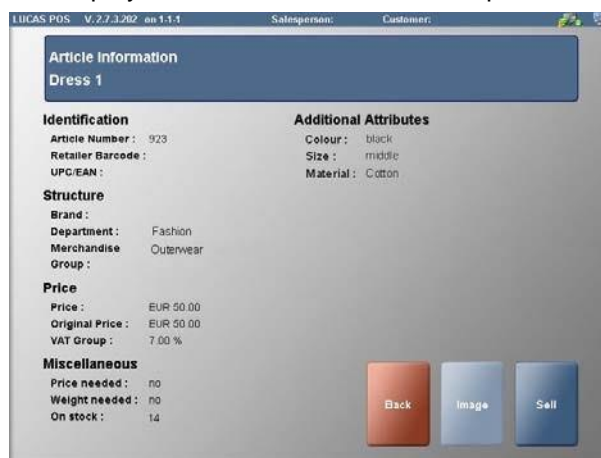 LUCAS POS V. 2.7.3.202 on 1-1-1 Salesperson: Customer:
Article Information
Dress 1
Identification
Article Number : 923
Retailer Barcode :
UPC/EAN :
Structure
Brand :
Department : Fashion
Merchandise Group : Outerwear
Price
Price : EUR 50.00
Original Price : EUR 50.00
VAT Group : 7.00 %
Miscellaneous
Price needed : no
Weight needed : no
On stock : 14
Additional Attributes
Colour : black
Size : middle
Material : Cotton
Back Image Sell